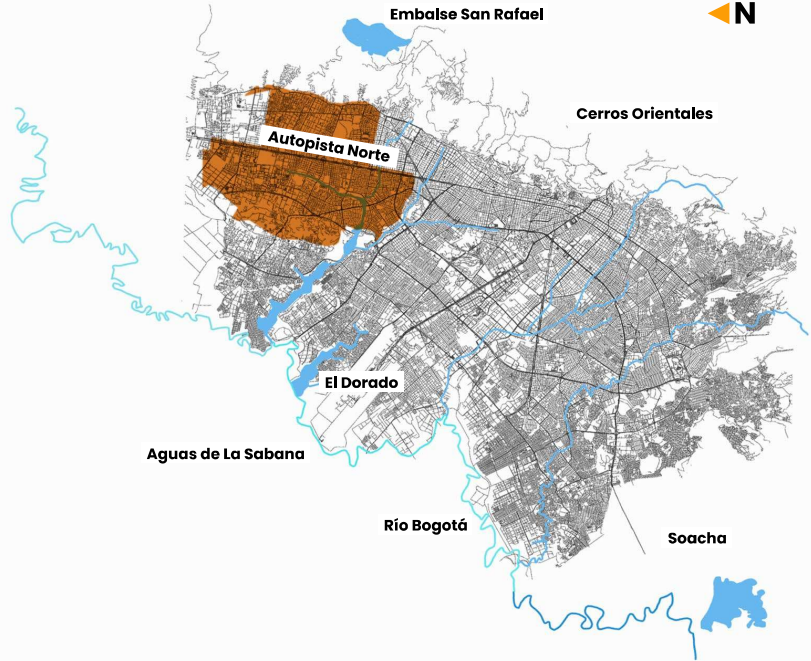 Embalse San Rafael
N
Cerros Orientales
Autopista Norte
El Dorado
Aguas de La Sabana
Río Bogotá
Soacha